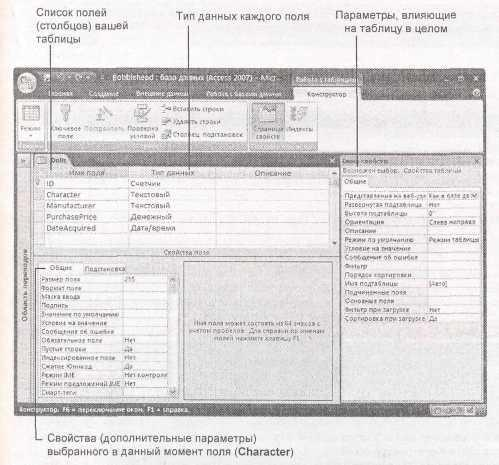 Список полей
(столбцов) вашей
таблицы
Тип данных каждого поля
Параметры, влияющие
на таблицу в целом
Bobblehead : база данных (Access 2007) -
Работа с таблицами
Главная
Создание
Внешние данные
Работа с базами данных
Конструктор
Режим
Ключевое
поле
Построитель
Проверка
условий
Вставить строки
Удалить строки
Столбец подстановок
Страница
свойств
Индексы
Dolls
Имя поля
Тип данных
Описание
ID
Счетчик
Character
Текстовый
Manufacturer
Текстовый
PurchasePrice
Денежный
DateAcquired
Дата/время
Свойства поля
Общие
Подстановка
Размер поля 255
Формат поля
Маска ввода
Подпись
Значение по умолчанию
Условие на значение
Сообщение об ошибке
Обязательное поле Нет
Пустые строки Да
Индексированное поле Нет
Сжатие Юникод Да
Режим IME Нет контроля
Режим предложений IME Нет
Смарт-теги
Имя поля может состоять из 64 знаков с
учетом пробелов. Для справки по именам
полей нажмите клавишу F1.
Окно свойств
Возможен выбор: Свойства таблицы
Общие
Развернутая подтаблица Нет
Высота подтаблицы 0"
Ориентация Слева направо
Описание
Режим по умолчанию Режим таблицы
Условие на значение
Сообщение об ошибке
Фильтр
Порядок сортировки
Имя подтаблицы [Авто]
Подчиненные поля
Основные поля
Фильтр при загрузке Нет
Сортировка при загрузке Да
Область переходов
Конструктор. F6 = переключение окон. F1 = справка.
Свойства (дополнительные параметры)
выбранного в данный момент поля (Character)